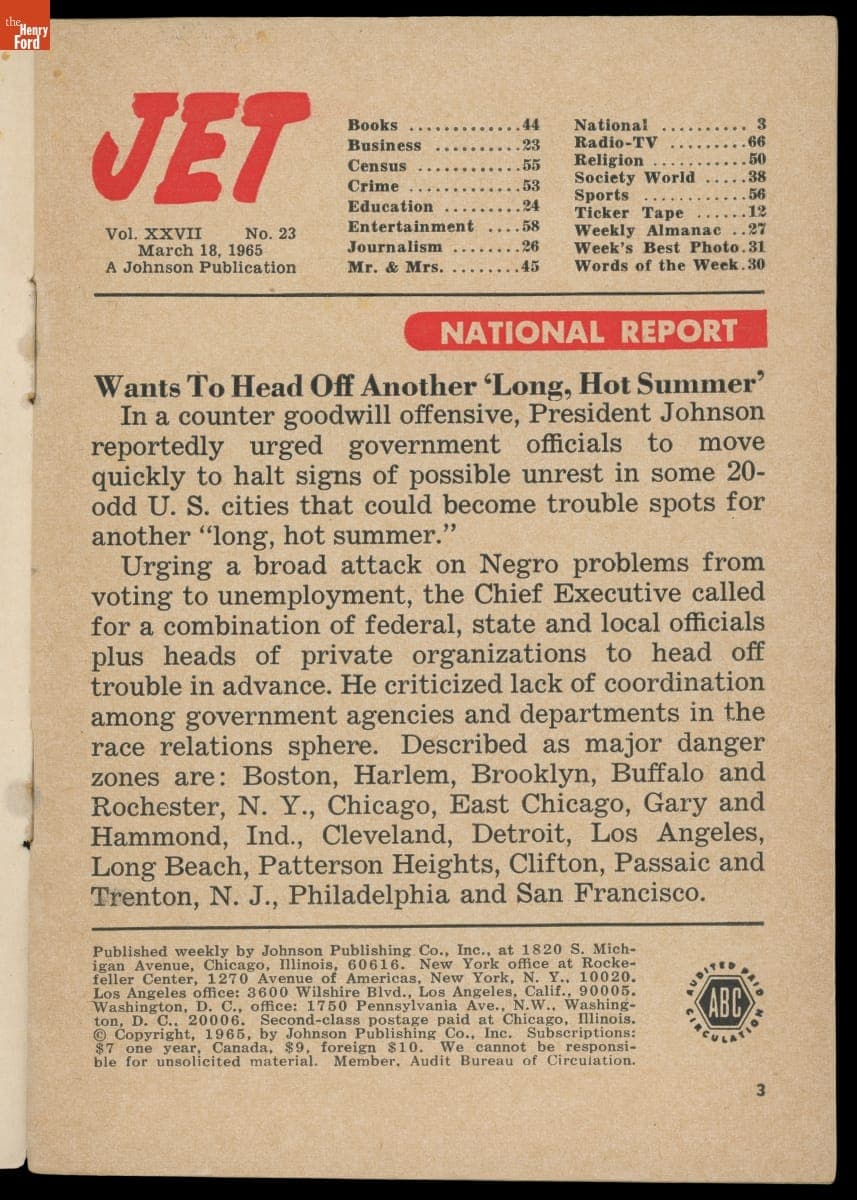 the
Henry
Ford
JET
Vol. XXVII No. 23
March 18, 1965
A Johnson Publication
Books .............44
Business ..........23
Census ............55
Crime .............53
Education .........24
Entertainment ....58
Journalism ........26
Mr. & Mrs. ........45
National .......... 3
Radio-TV .........66
Religion ...........50
Society World .....38
Sports ............56
Ticker Tape ......12
Weekly Almanac ..27
Week's Best Photo.31
Words of the Week.30
NATIONAL REPORT
Wants To Head Off Another 'Long, Hot Summer'
In a counter goodwill offensive, President Johnson
reportedly urged government officials to move
quickly to halt signs of possible unrest in some 20-
odd U. S. cities that could become trouble spots for
another "long, hot summer."
Urging a broad attack on Negro problems from
voting to unemployment, the Chief Executive called
for a combination of federal, state and local officials
plus heads of private organizations to head off
trouble in advance. He criticized lack of coordination
among government agencies and departments in the
race relations sphere. Described as major danger
zones are: Boston, Harlem, Brooklyn, Buffalo and
Rochester, N. Y., Chicago, East Chicago, Gary and
Hammond, Ind., Cleveland, Detroit, Los Angeles,
Long Beach, Patterson Heights, Clifton, Passaic and
Trenton, N. J., Philadelphia and San Francisco.
Published weekly by Johnson Publishing Co., Inc., at 1820 S. Mich-
igan Avenue, Chicago, Illinois, 60616. New York office at Rocke-
feller Center, 1270 Avenue of Americas, New York, N. Y., 10020.
Los Angeles office: 3600 Wilshire Blvd., Los Angeles, Calif., 90005.
Washington, D. C., office: 1750 Pennsylvania Ave., N.W., Washing-
ton, D. C., 20006. Second-class postage paid at Chicago, Illinois.
© Copyright, 1965, by Johnson Publishing Co., Inc. Subscriptions:
$7 one year, Canada, $9, foreign $10. We cannot be responsi-
ble for unsolicited material. Member, Audit Bureau of Circulation.
AUDITED PAID
ABC
CIRCULATION
3